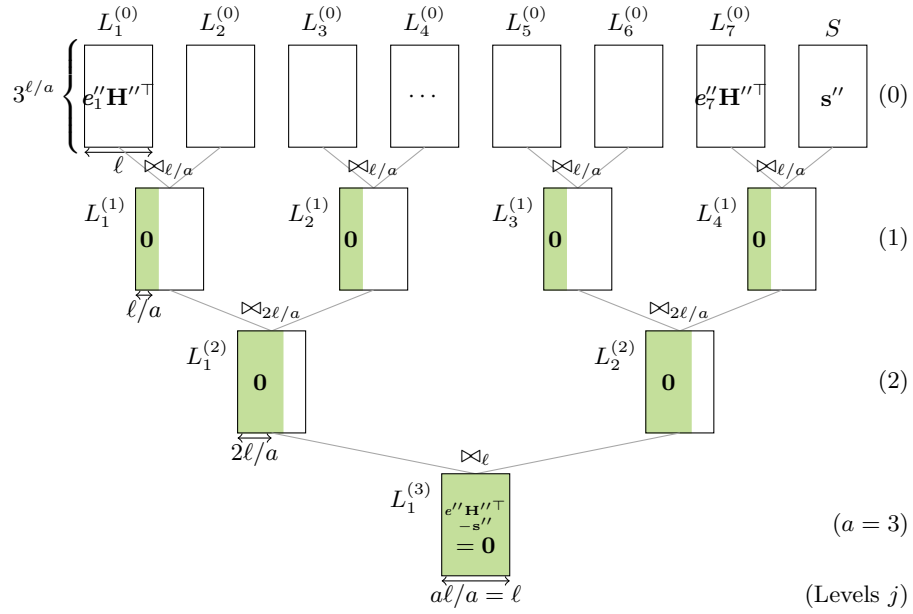 L_1^{(0)} L_2^{(0)} L_3^{(0)} L_4^{(0)} L_5^{(0)} L_6^{(0)} L_7^{(0)} S
3^{ℓ/a} e''_1H''^⊤ ··· e''_7H''^⊤ s'' (0)
ℓ
⋈_{ℓ/a} ⋈_{ℓ/a} ⋈_{ℓ/a} ⋈_{ℓ/a}
L_1^{(1)} L_2^{(1)} L_3^{(1)} L_4^{(1)}
0 0 0 0 (1)
ℓ/a
⋈_{2ℓ/a} ⋈_{2ℓ/a}
L_1^{(2)} L_2^{(2)}
0 0 (2)
2ℓ/a
⋈_ℓ
L_1^{(3)}
e''H''^⊤
−s''
= 0
(a = 3)
aℓ/a = ℓ
(Levels j)